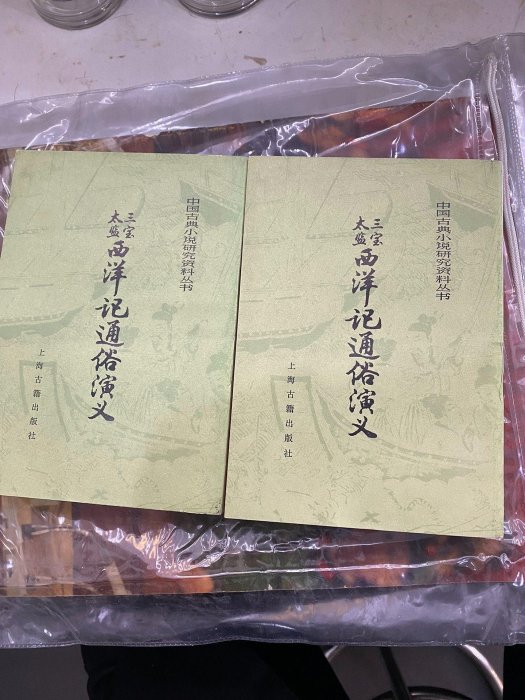 中国古典小说研究资料丛书
三宝
太监
西洋记通俗演义
上海古籍出版社
中国古典小说研究资料丛书
三宝
太监
西洋记通俗演义
上海古籍出版社